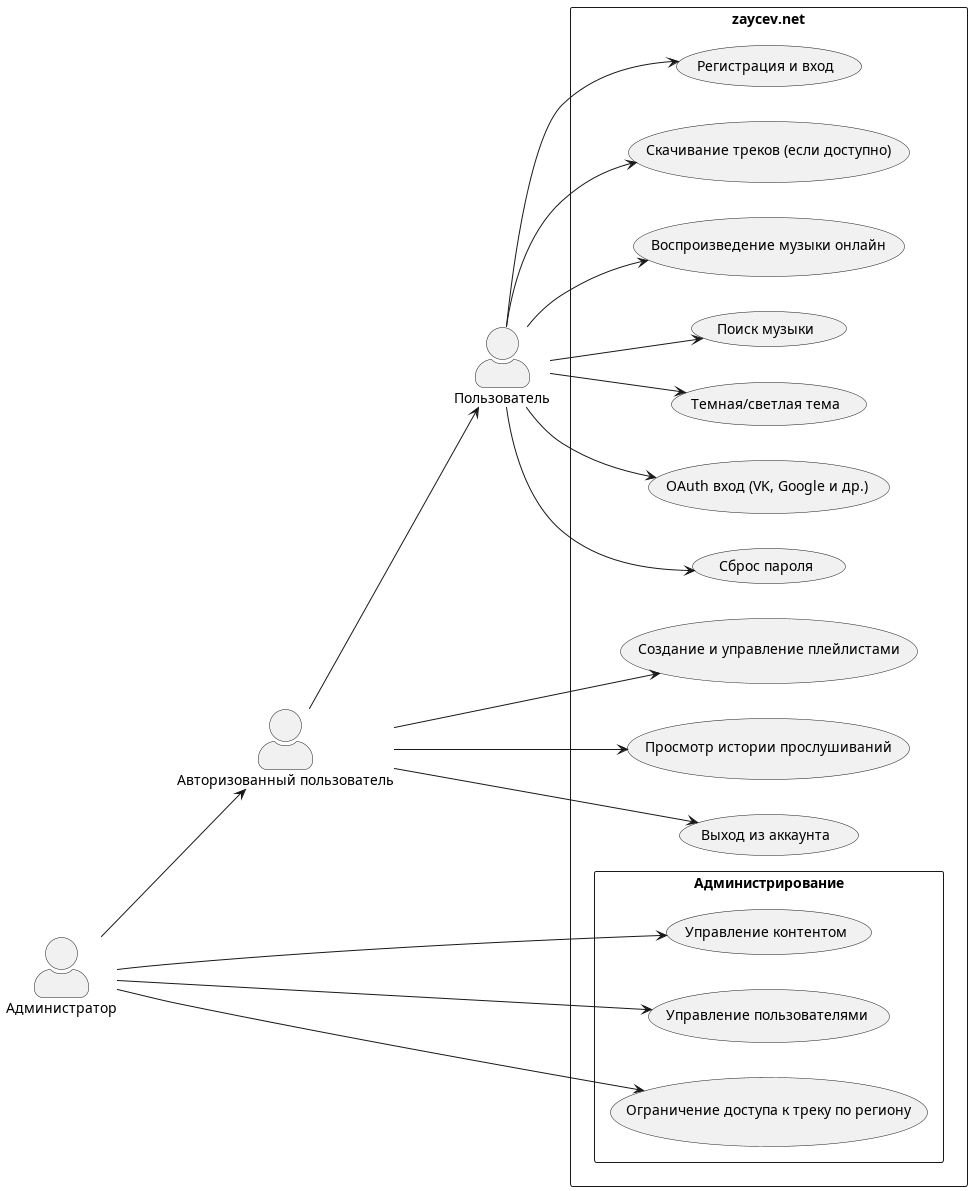 zaycev.net
Регистрация и вход
Скачивание треков (если доступно)
Воспроизведение музыки онлайн
Поиск музыки
Пользователь
Темная/светлая тема
OAuth вход (VK, Google и др.)
Сброс пароля
Создание и управление плейлистами
Просмотр истории прослушиваний
Авторизованный пользователь
Выход из аккаунта
Администрирование
Управление контентом
Администратор
Управление пользователями
Ограничение доступа к треку по региону